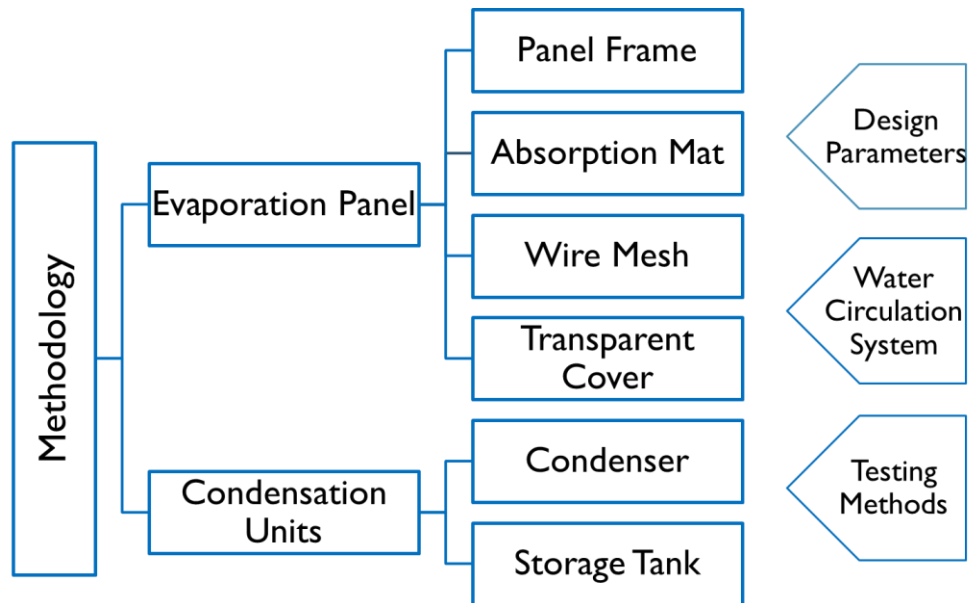 Methodology
Evaporation Panel
Condensation
Units
Panel Frame
Absorption Mat
Wire Mesh
Transparent
Cover
Condenser
Storage Tank
Design
Parameters
Water
Circulation
System
Testing
Methods